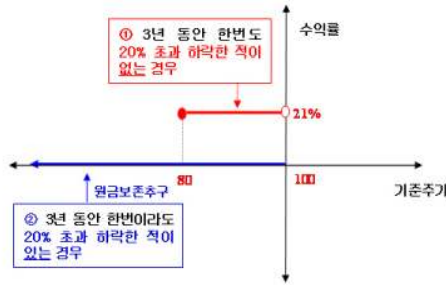 ① 3년 동안 한번도
20% 초과 하락한 적이
없는 경우
수익률
21%
80
100
기준주가
원금보존추구
② 3년 동안 한번이라도
20% 초과 하락한 적이
있는 경우